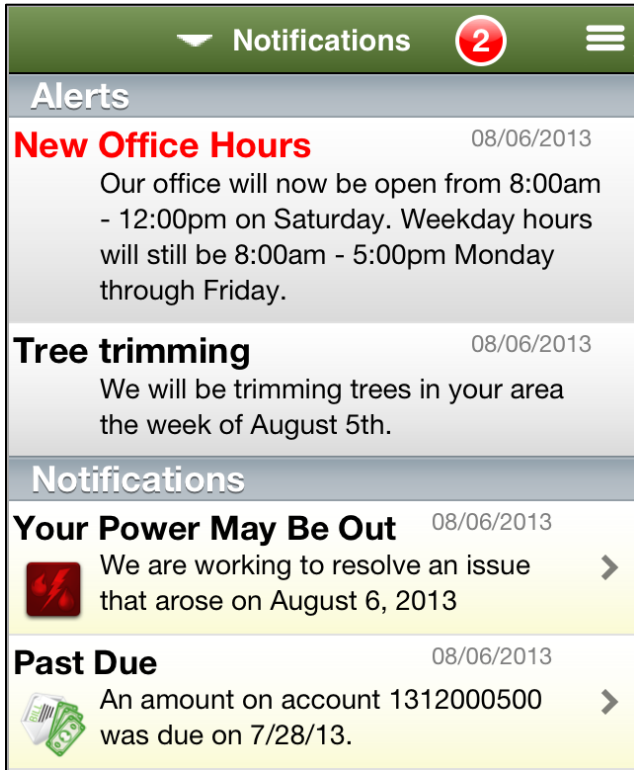 Notifications 2
Alerts
New Office Hours 08/06/2013
Our office will now be open from 8:00am
- 12:00pm on Saturday. Weekday hours
will still be 8:00am - 5:00pm Monday
through Friday.
Tree trimming 08/06/2013
We will be trimming trees in your area
the week of August 5th.
Notifications
Your Power May Be Out 08/06/2013
We are working to resolve an issue
that arose on August 6, 2013
Past Due 08/06/2013
BILL
An amount on account 1312000500
was due on 7/28/13.